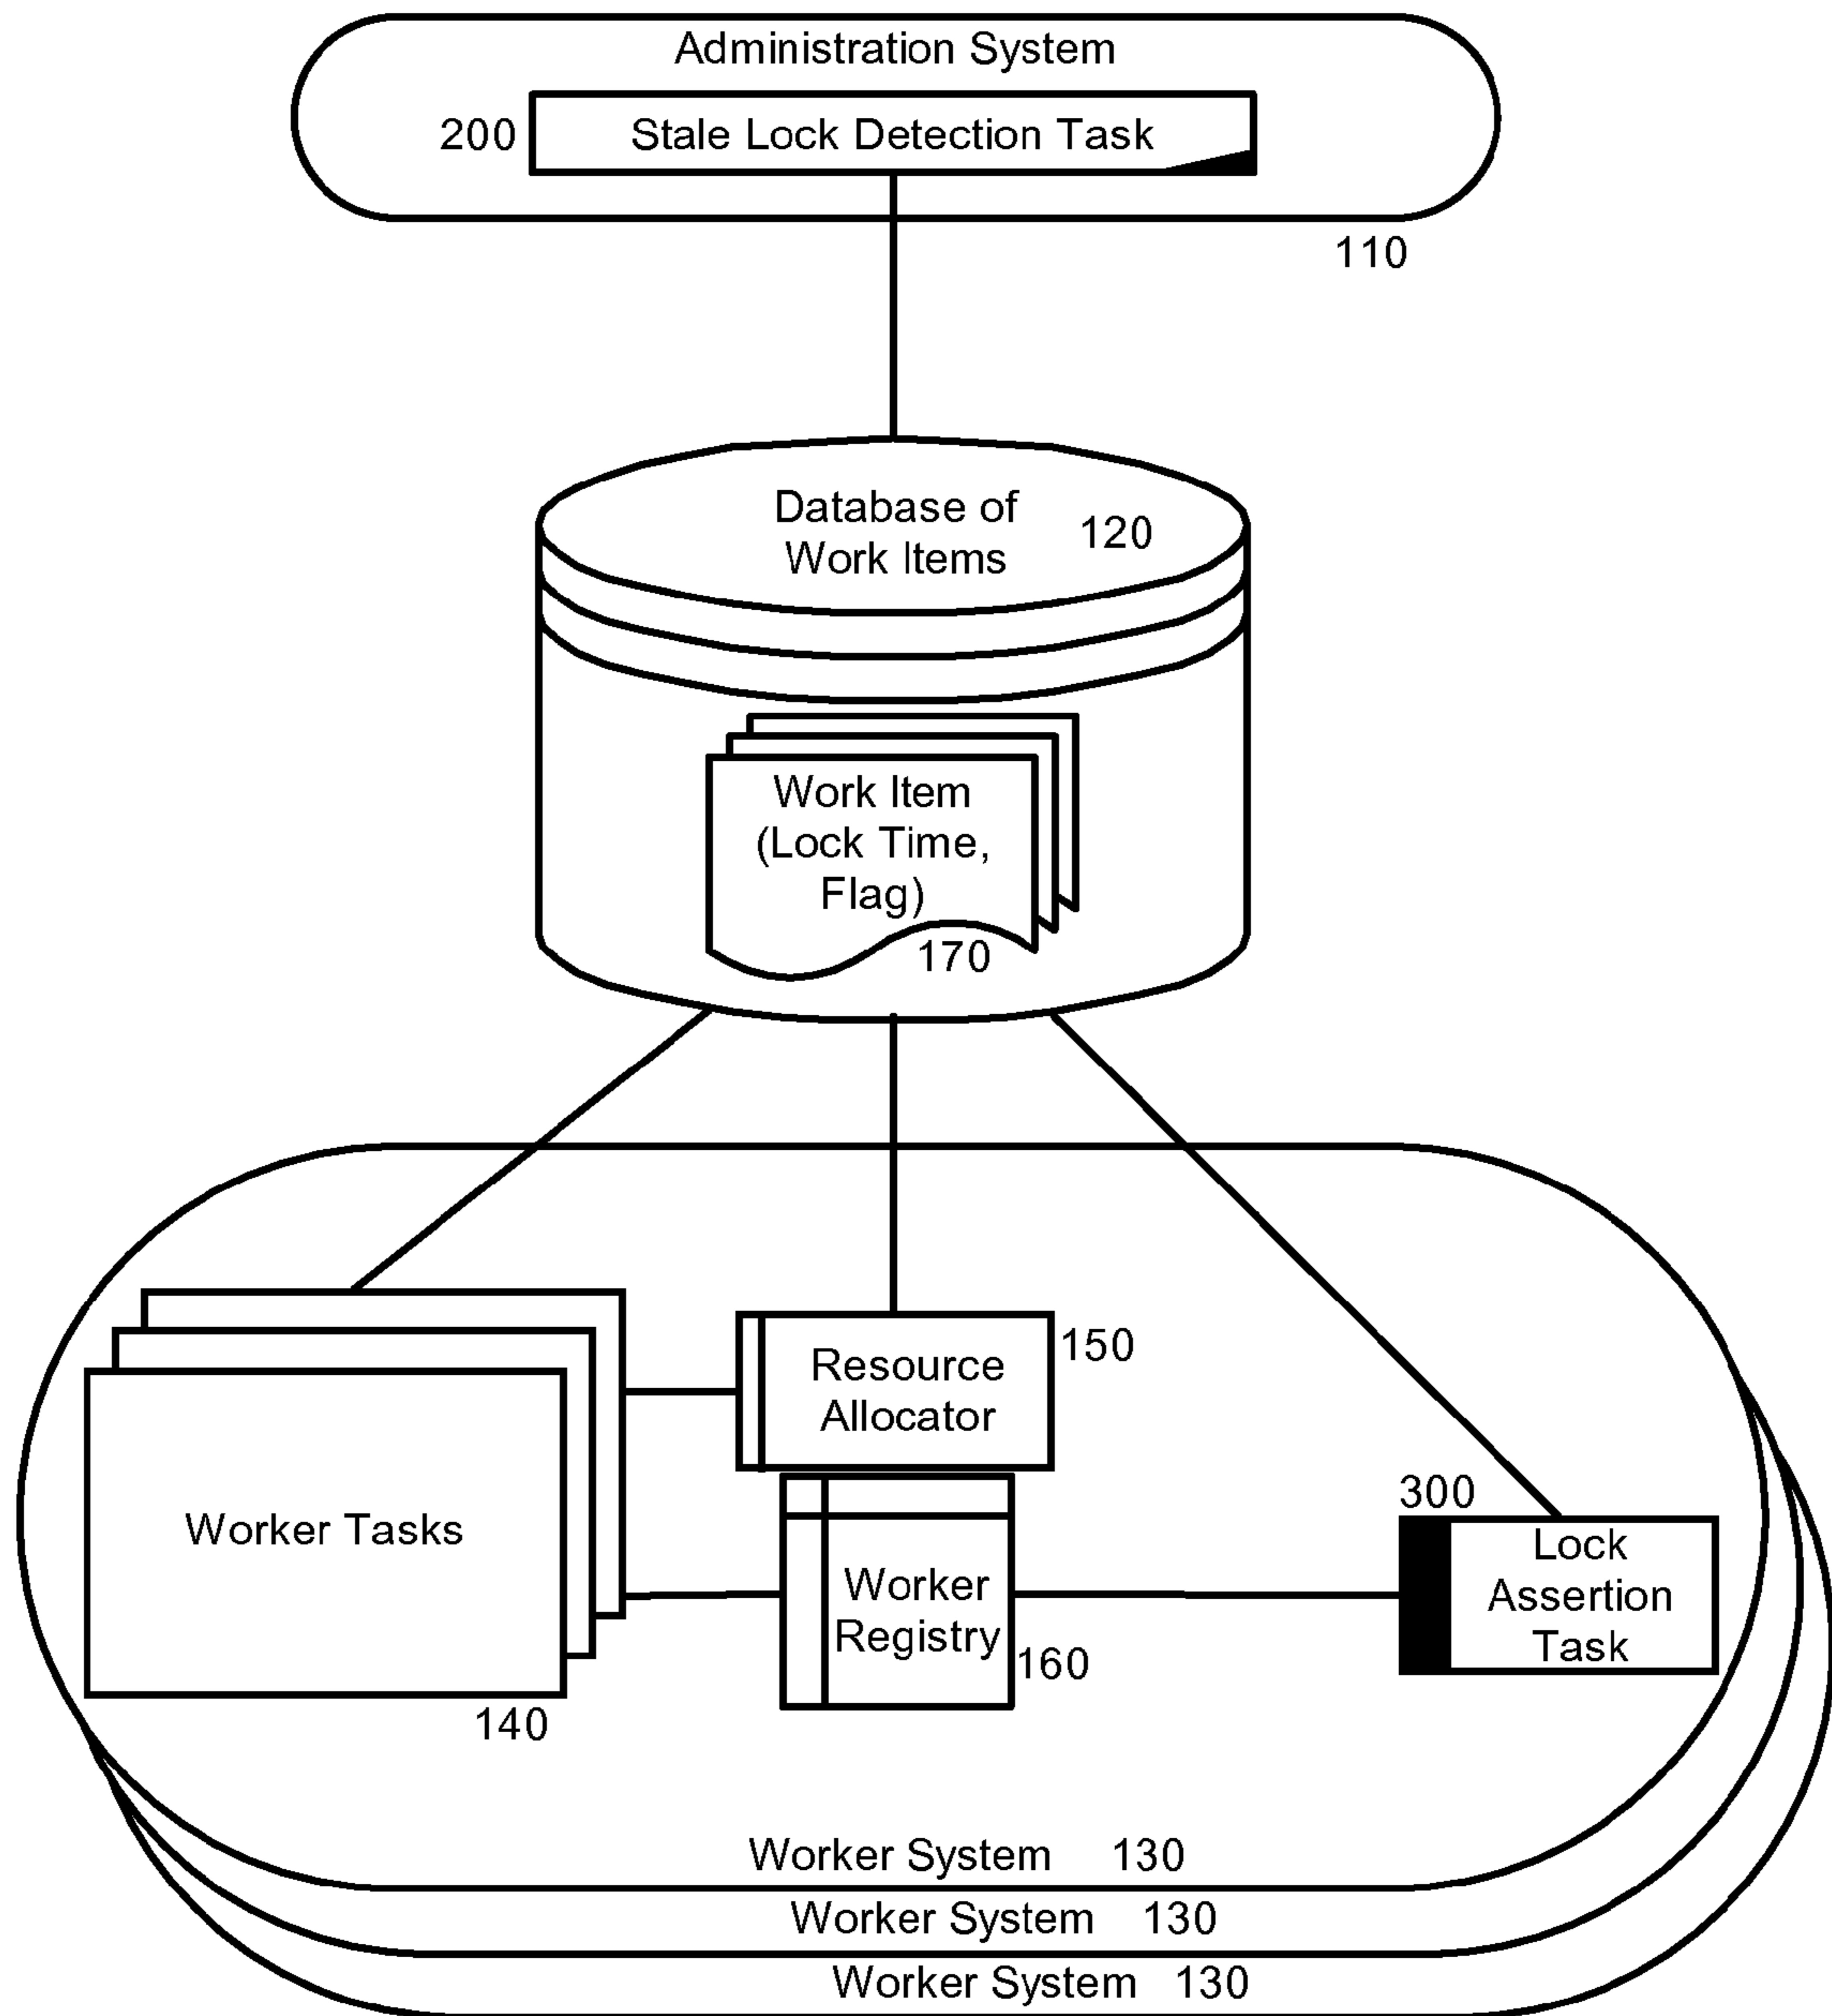 Administration System
200
Stale Lock Detection Task
110
Database of
Work Items
120
Work Item
(Lock Time,
Flag)
170
Resource
Allocator
150
Worker Tasks
140
Worker
Registry
160
300
Lock
Assertion
Task
Worker System 130
Worker System 130
Worker System 130